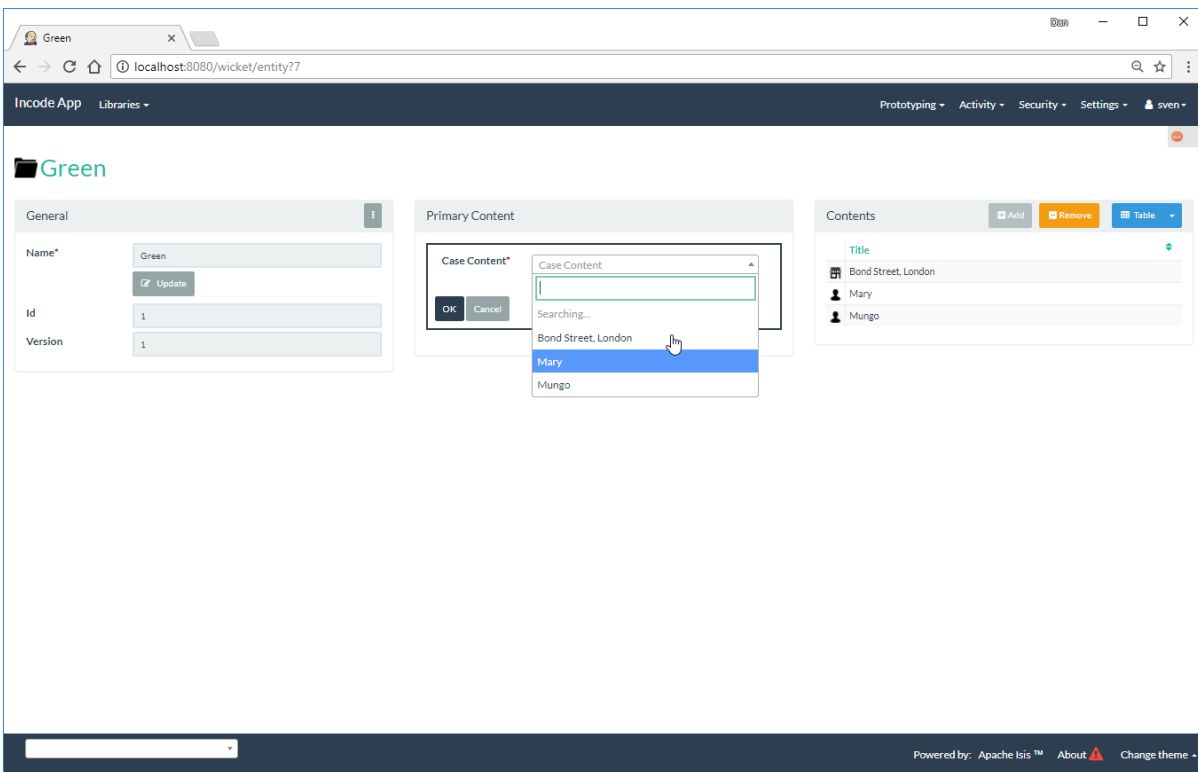 Green
Dan
localhost:8080/wicket/entity?7
Incode App Libraries Prototyping Activity Security Settings sven
Green
General
Name*
Green
Update
Id
1
Version
1
Primary Content
Case Content*
Case Content
OK Cancel
Searching...
Bond Street, London
Mary
Mungo
Contents
Add Remove Table
Title
Bond Street, London
Mary
Mungo
Powered by: Apache Isis ™ About Change theme